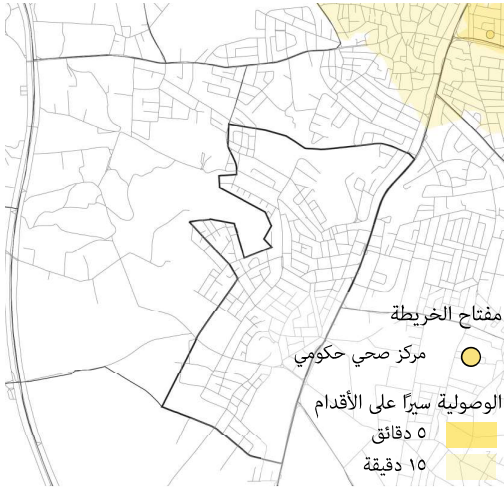 مفتاح الخريطة
مركز صحي حكومي
الوصولية سيرًا على الأقدام
٥ دقائق
١٥ دقيقة